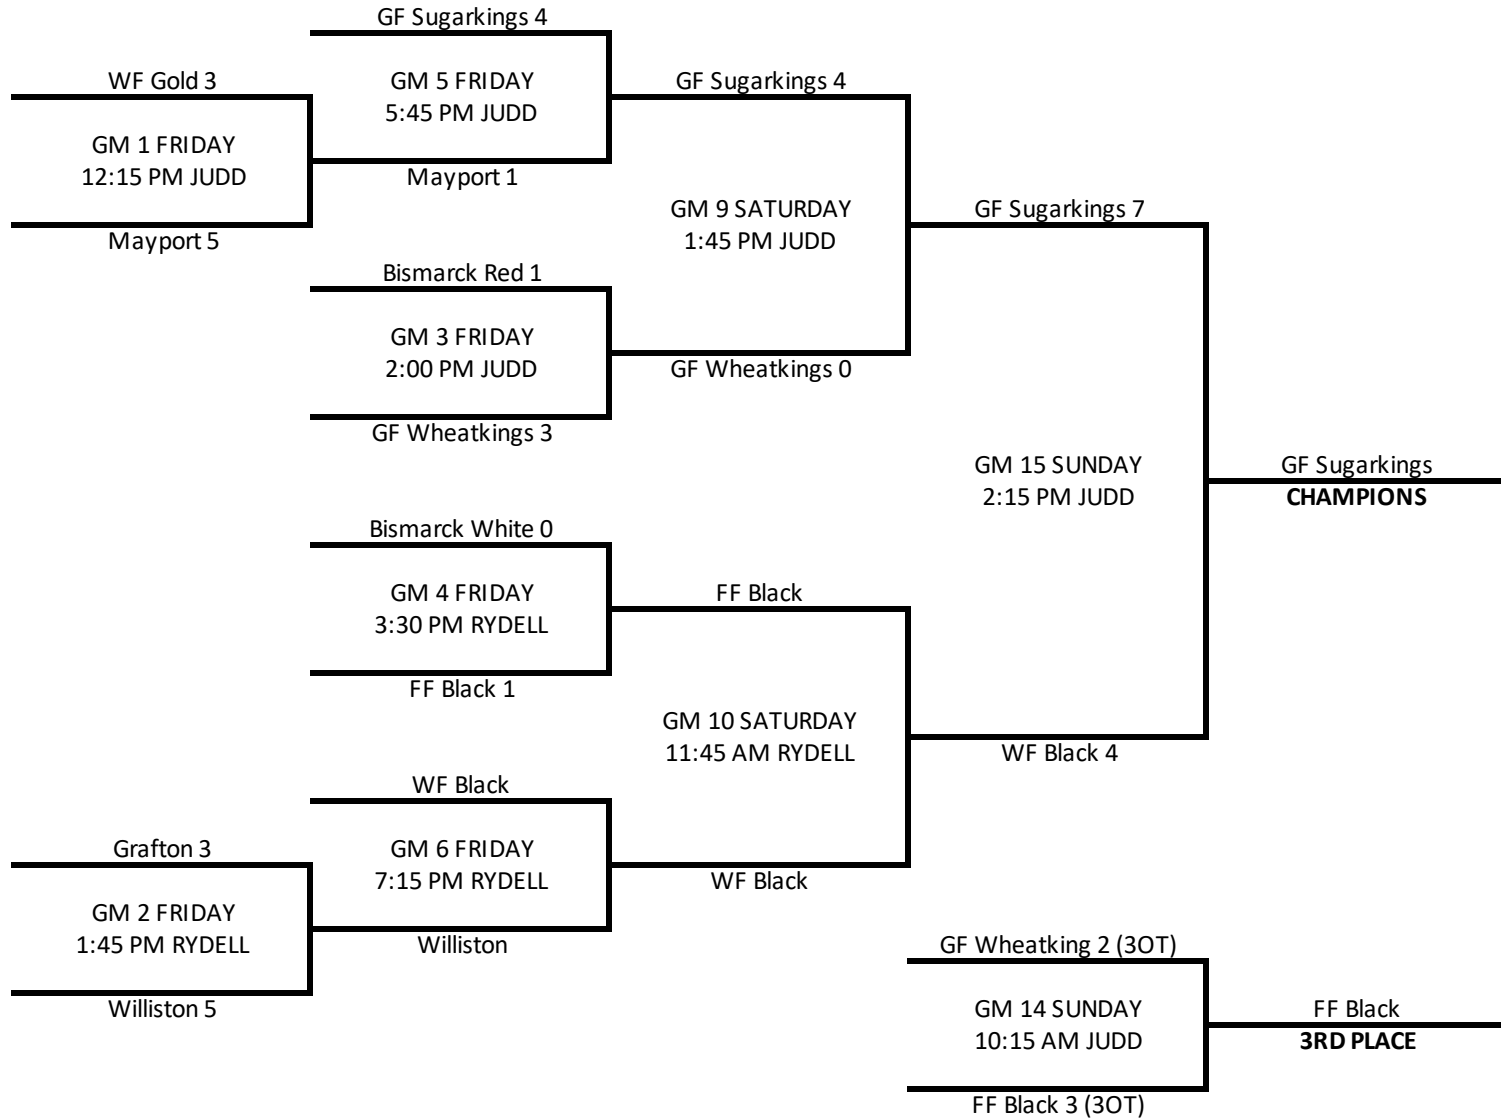 GF Sugarkings 4
WF Gold 3
GM 5 FRIDAY
5:45 PM JUDD
GF Sugarkings 4
GM 1 FRIDAY
12:15 PM JUDD
Mayport 1
Mayport 5
GM 9 SATURDAY
1:45 PM JUDD
GF Sugarkings 7
Bismarck Red 1
GM 3 FRIDAY
2:00 PM JUDD
GF Wheatkings 0
GF Wheatkings 3
GM 15 SUNDAY
2:15 PM JUDD
GF Sugarkings
CHAMPIONS
Bismarck White 0
GM 4 FRIDAY
3:30 PM RYDELL
FF Black
FF Black 1
GM 10 SATURDAY
11:45 AM RYDELL
WF Black 4
WF Black
Grafton 3
GM 6 FRIDAY
7:15 PM RYDELL
WF Black
GM 2 FRIDAY
1:45 PM RYDELL
Williston
Williston 5
GF Wheatking 2 (3OT)
GM 14 SUNDAY
10:15 AM JUDD
FF Black
3RD PLACE
FF Black 3 (3OT)